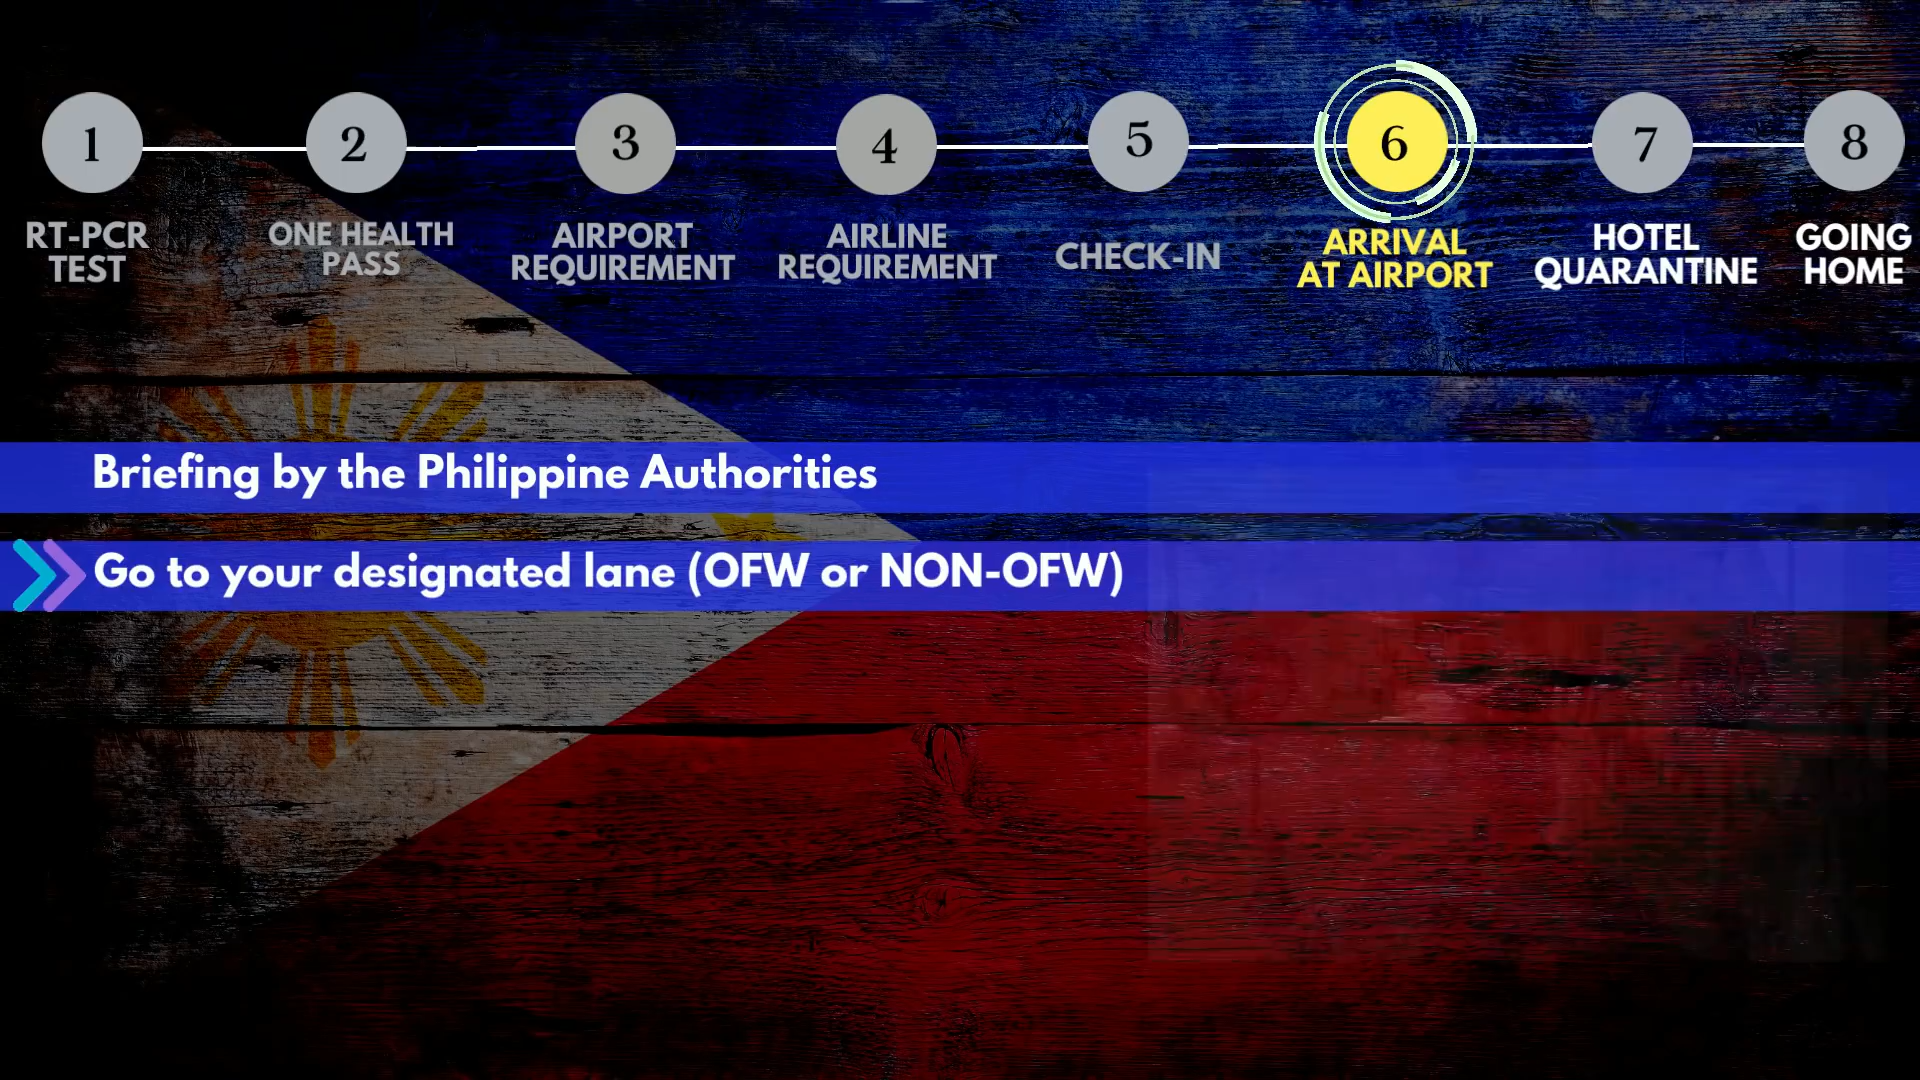 1 2 3 4 5 6 7 8
RT-PCR
TEST
ONE HEALTH
PASS
AIRPORT
REQUIREMENT
AIRLINE
REQUIREMENT
CHECK-IN
ARRIVAL
AT AIRPORT
HOTEL
QUARANTINE
GOING
HOME
Briefing by the Philippine Authorities
Go to your designated lane (OFW or NON-OFW)